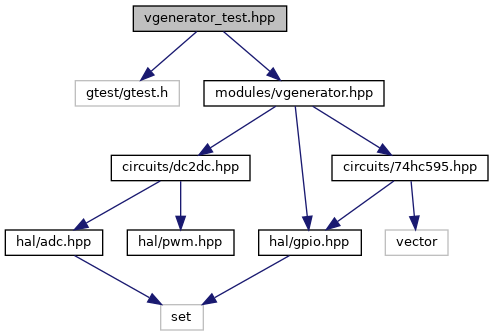 vgenerator_test.hpp
gtest/gtest.h
modules/vgenerator.hpp
circuits/dc2dc.hpp
circuits/74hc595.hpp
hal/adc.hpp
hal/pwm.hpp
hal/gpio.hpp
vector
set